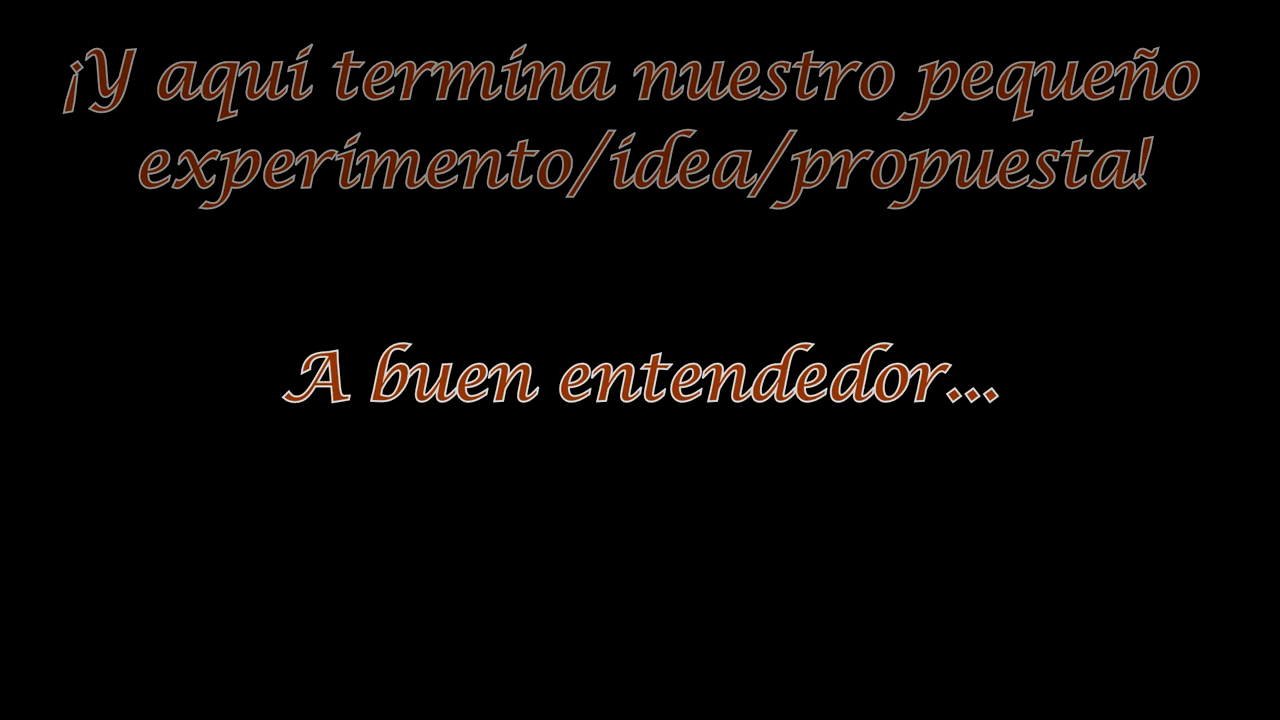 ¡Y aquí termina nuestro pequeño
experimento/idea/propuesta!
A buen entendedor...